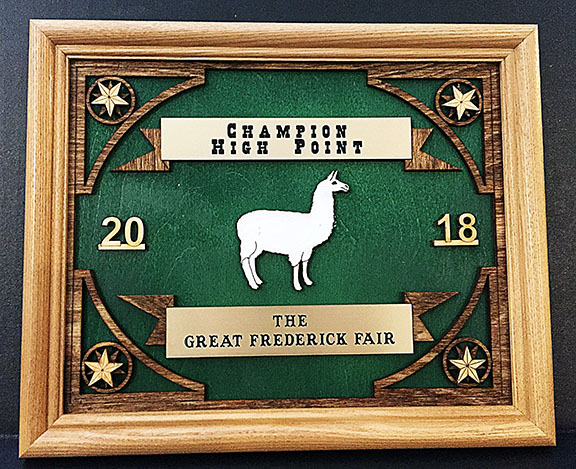 CHAMPION
HIGH POINT
20 18
THE
GREAT FREDERICK FAIR